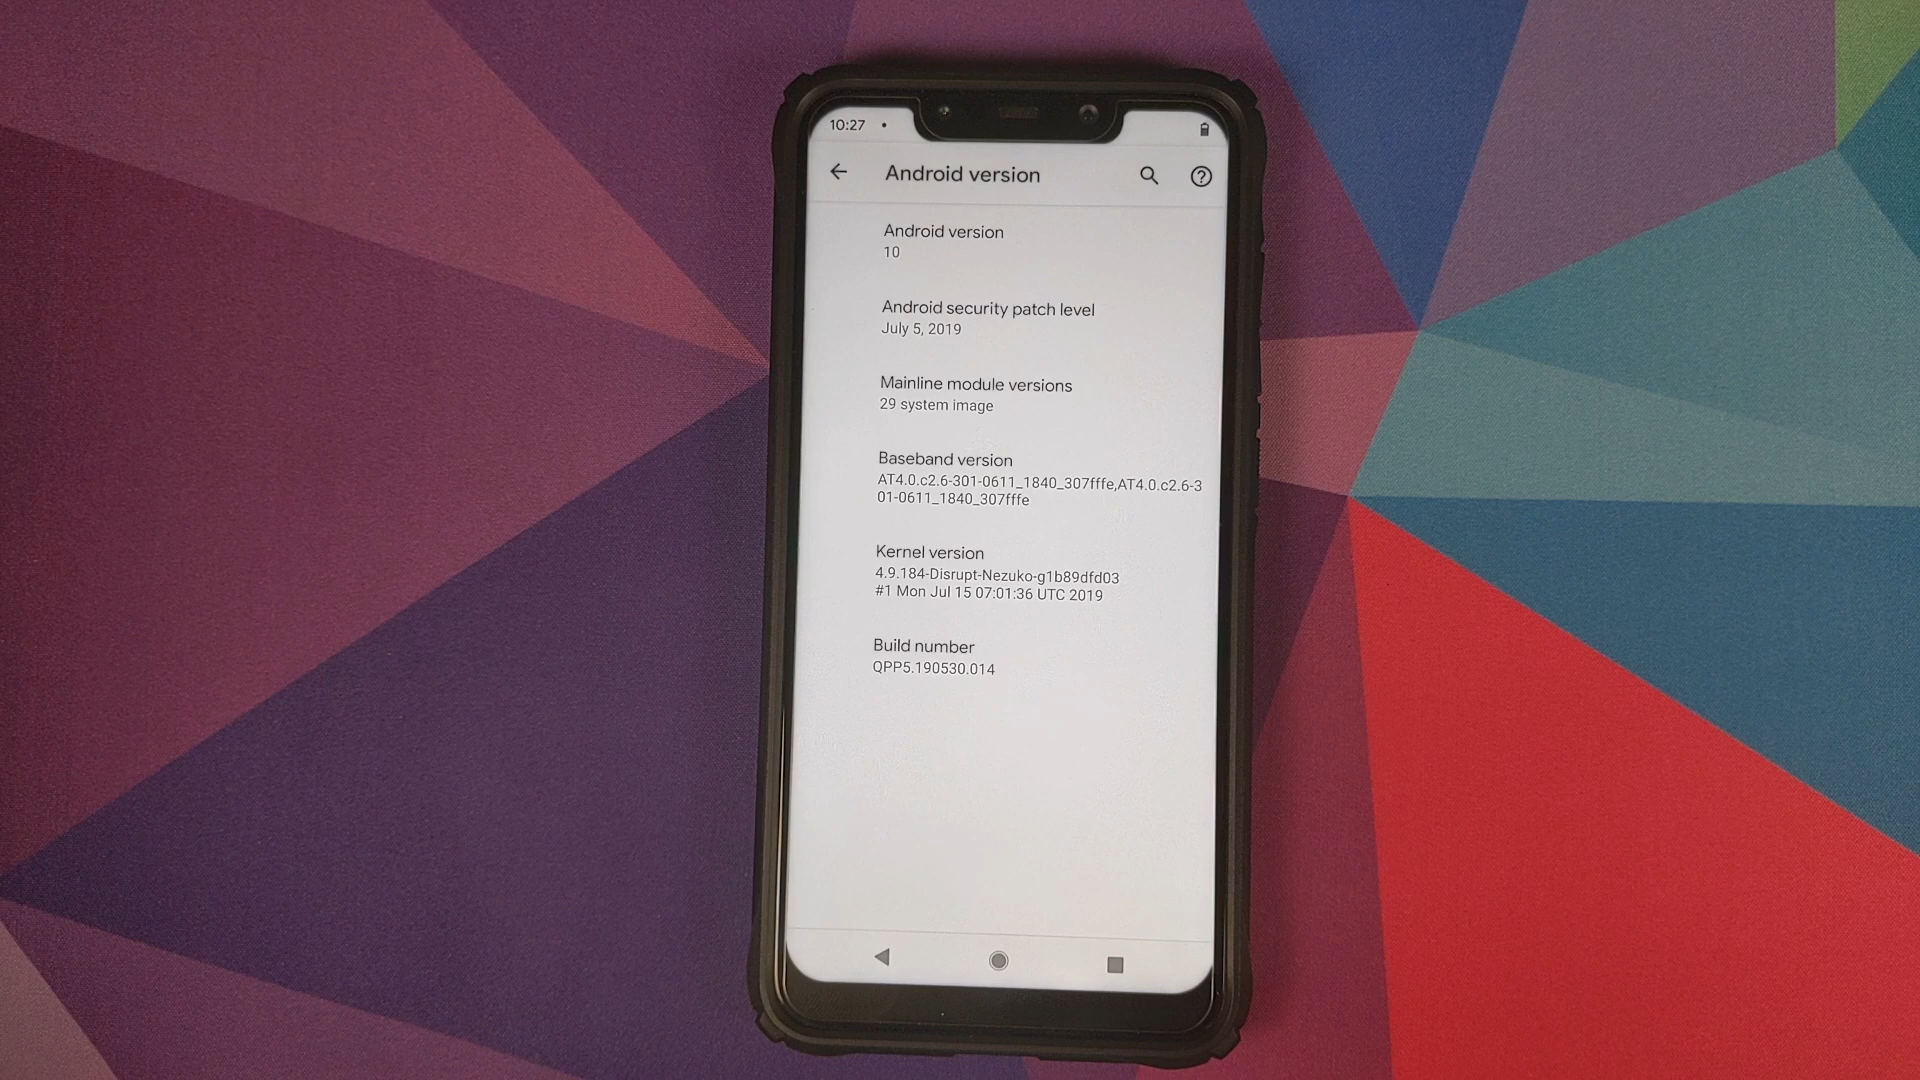 10:27
Android version
Android version
10
Android security patch level
July 5, 2019
Mainline module versions
29 system image
Baseband version
AT4.0.c2.6-301-0611_1840_307fffe,AT4.0.c2.6-3
01-0611_1840_307fffe
Kernel version
4.9.184-Disrupt-Nezuko-g1b89dfd03
#1 Mon Jul 15 07:01:36 UTC 2019
Build number
QPP5.190530.014